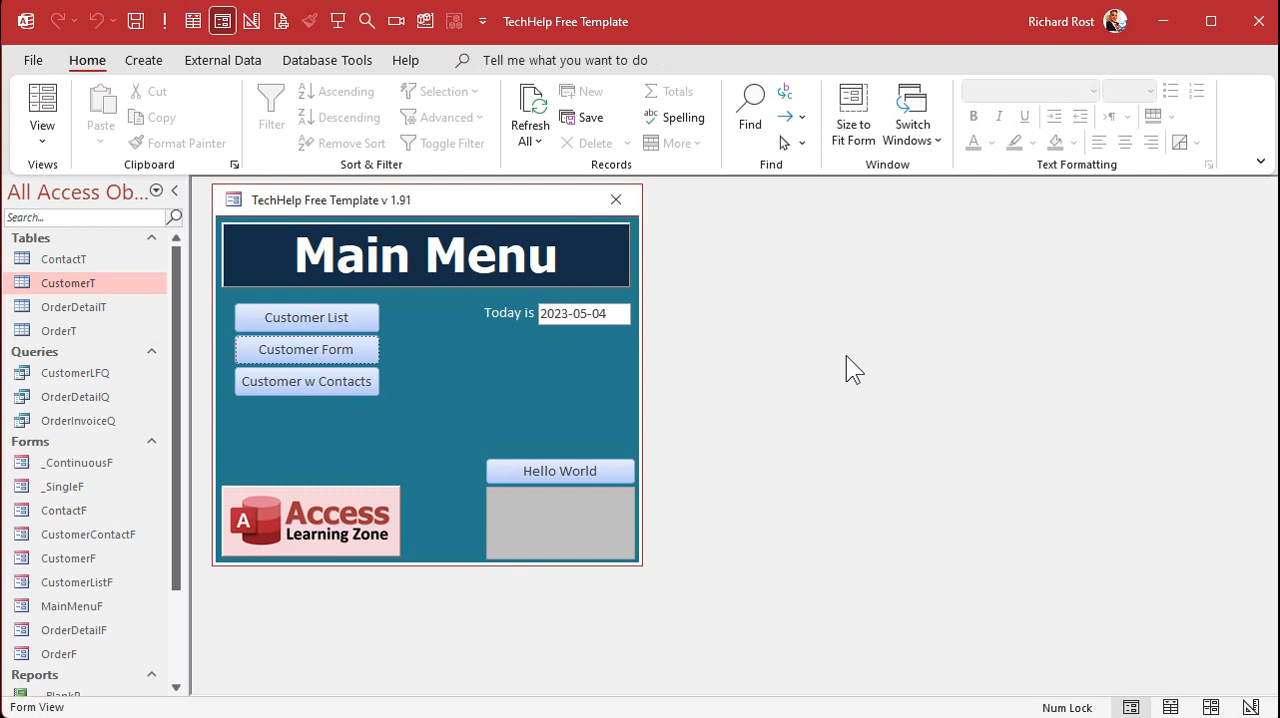 TechHelp Free Template
Richard Rost
File Home Create External Data Database Tools Help Tell me what you want to do
View
Views
Paste
Cut
Copy
Format Painter
Clipboard
Filter
Ascending
Descending
Remove Sort
Selection
Advanced
Toggle Filter
Sort & Filter
Refresh
All
New
Save
Delete
Totals
Spelling
More
Records
Find
Find
Size to
Fit Form
Switch
Windows
Window
B I U
A
Text Formatting
All Access Ob...
Search...
Tables
ContactT
CustomerT
OrderDetailT
OrderT
Queries
CustomerLFQ
OrderDetailQ
OrderInvoiceQ
Forms
_ContinuousF
_SingleF
ContactF
CustomerContactF
CustomerF
CustomerListF
MainMenuF
OrderDetailF
OrderF
Reports
_BlankR
TechHelp Free Template v 1.91
Main Menu
Customer List
Today is 2023-05-04
Customer Form
Customer w Contacts
Hello World
A Access
Learning Zone
Form View
Num Lock